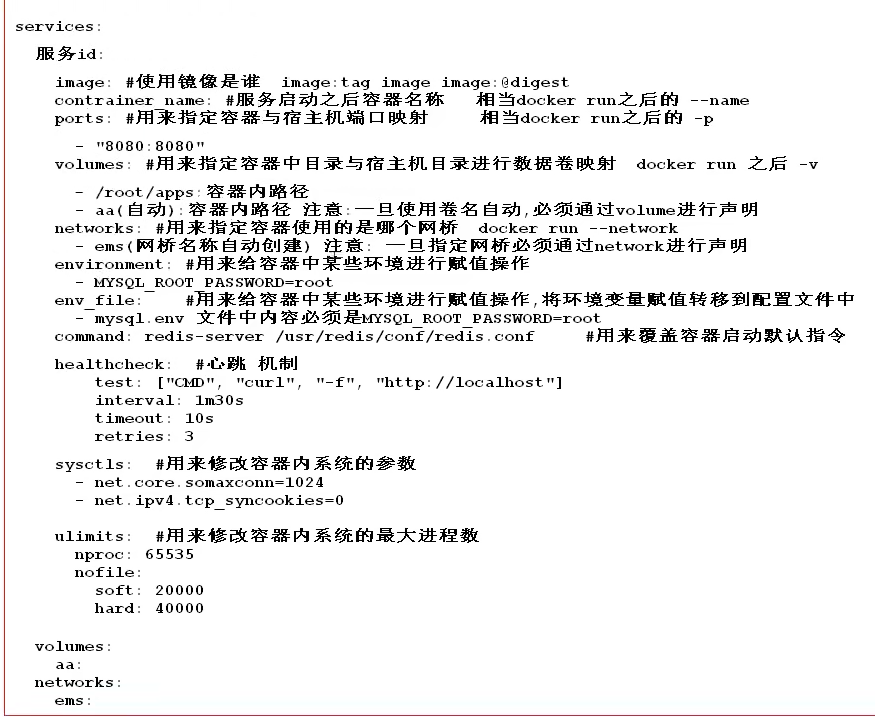 services:
服务id:
image: #使用镜像是谁 image:tag image image:@digest
contrainer_name: #服务启动之后容器名称 相当docker run之后的 --name
ports: #用来指定容器与宿主机端口映射 相当docker run之后的 -p
- "8080:8080"
volumes: #用来指定容器中目录与宿主机目录进行数据卷映射 docker run 之后 -v
- /root/apps:容器内路径
- aa(自动):容器内路径 注意:一旦使用卷名自动,必须通过volume进行声明
networks: #用来指定容器使用的是哪个网桥 docker run --network
- ems(网桥名称自动创建) 注意: 一旦指定网桥必须通过network进行声明
environment: #用来给容器中某些环境进行赋值操作
- MYSQL_ROOT_PASSWORD=root
env_file: #用来给容器中某些环境进行赋值操作,将环境变量赋值转移到配置文件中
- mysql.env 文件中内容必须是MYSQL_ROOT_PASSWORD=root
command: redis-server /usr/redis/conf/redis.conf #用来覆盖容器启动默认指令
healthcheck: #心跳 机制
test: ["CMD", "curl", "-f", "http://localhost"]
interval: 1m30s
timeout: 10s
retries: 3
sysctls: #用来修改容器内系统的参数
- net.core.somaxconn=1024
- net.ipv4.tcp_syncookies=0
ulimits: #用来修改容器内系统的最大进程数
nproc: 65535
nofile:
soft: 20000
hard: 40000
volumes:
aa:
networks:
ems: